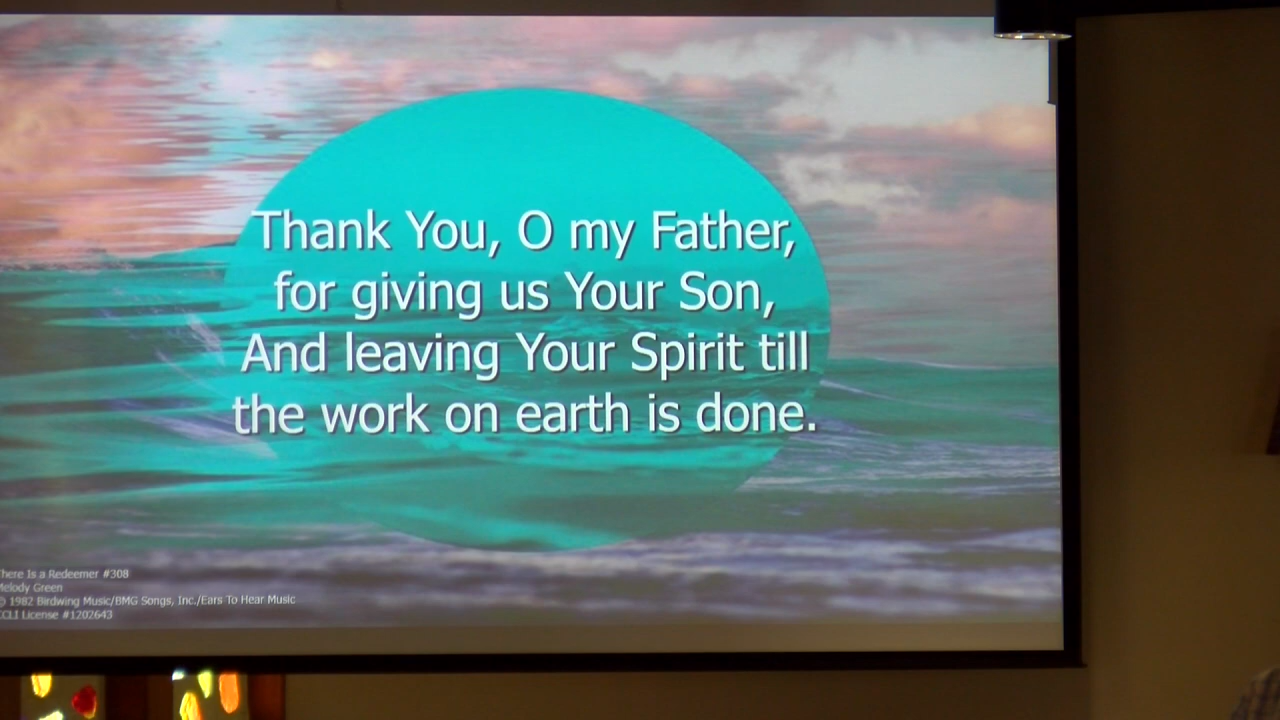 Thank You, O my Father,
for giving us Your Son,
And leaving Your Spirit till
the work on earth is done.
here Is a Redeemer #308
Melody Green
© 1982 Birdwing Music/BMG Songs, Inc./Ears To Hear Music
CCLI License #1202643